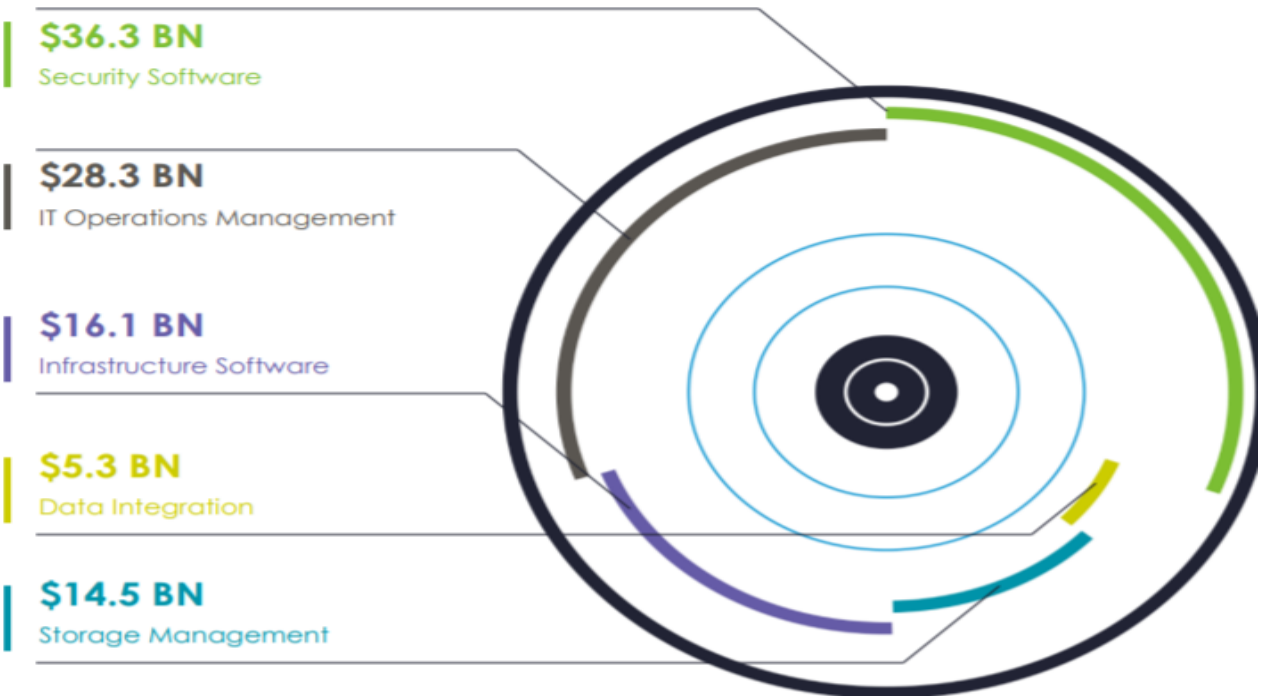 $36.3 BN
Security Software
$28.3 BN
IT Operations Management
$16.1 BN
Infrastructure Software
$5.3 BN
Data Integration
$14.5 BN
Storage Management